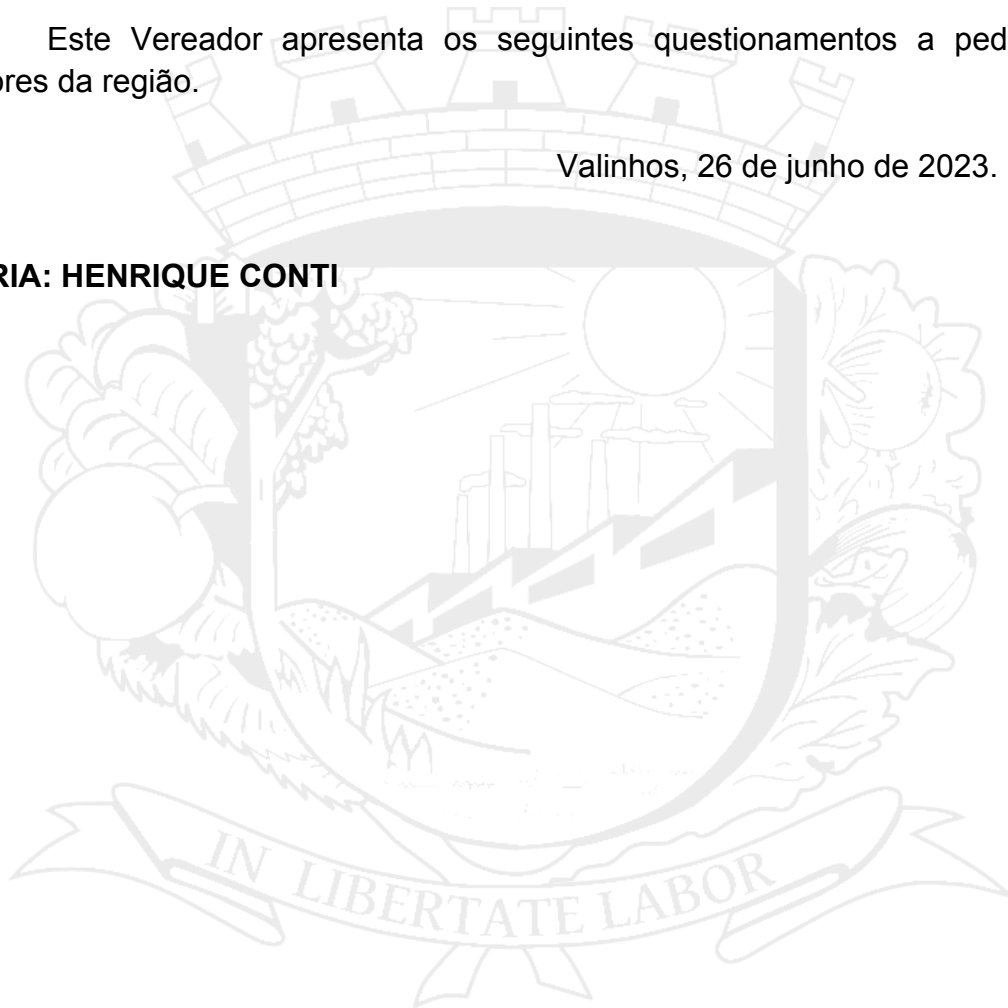 Este Vereador apresenta os seguintes questionamentos a ped
ores da região.
Valinhos, 26 de junho de 2023.
RIA: HENRIQUE CONTI
IN LIBERTATE LABOR